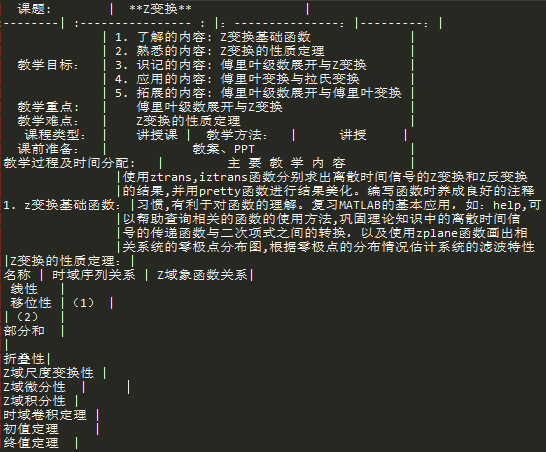 课题: | **Z变换** |
--------| :---------------- : |: ----------------: |---------: |
| 1. 了解的内容: Z变换基础函数 |
| 2. 熟悉的内容: Z变换的性质定理 |
教学目标: | 3. 识记的内容: 傅里叶级数展开与Z变换 |
| 4. 应用的内容: 傅里叶变换与拉氏变换 |
| 5. 拓展的内容: 傅里叶级数展开与傅里叶变换 |
教学重点: | 傅里叶级数展开与Z变换 |
教学难点: | Z变换的性质定理 |
课程类型: | 讲授课 | 教学方法: | 讲授 |
课前准备: | 教案、PPT |
教学过程及时间分配: | 主 要 教 学 内 容 |
|使用ztrans,iztrans函数分别求出离散时间信号的Z变换和Z反变换
|的结果,并用pretty函数进行结果美化。编写函数时养成良好的注释
1. z变换基础函数: |习惯,有利于对函数的理解。复习MATLAB的基本应用，如: help,可
|以帮助查询相关的函数的使用方法,巩固理论知识中的离散时间信
|号的传递函数与二次项式之间的转换，以及使用zplane函数画出相
|关系统的零极点分布图,根据零极点的分布情况估计系统的滤波特性
|Z变换的性质定理: |
名称 | 时域序列关系 | Z域象函数关系|
线性 |
移位性 |（1） |
|（2） |
部分和 |
|
折叠性|
Z域尺度变换性 |
Z域微分性 | |
Z域积分性 |
时域卷积定理 |
初值定理 |
终值定理 |